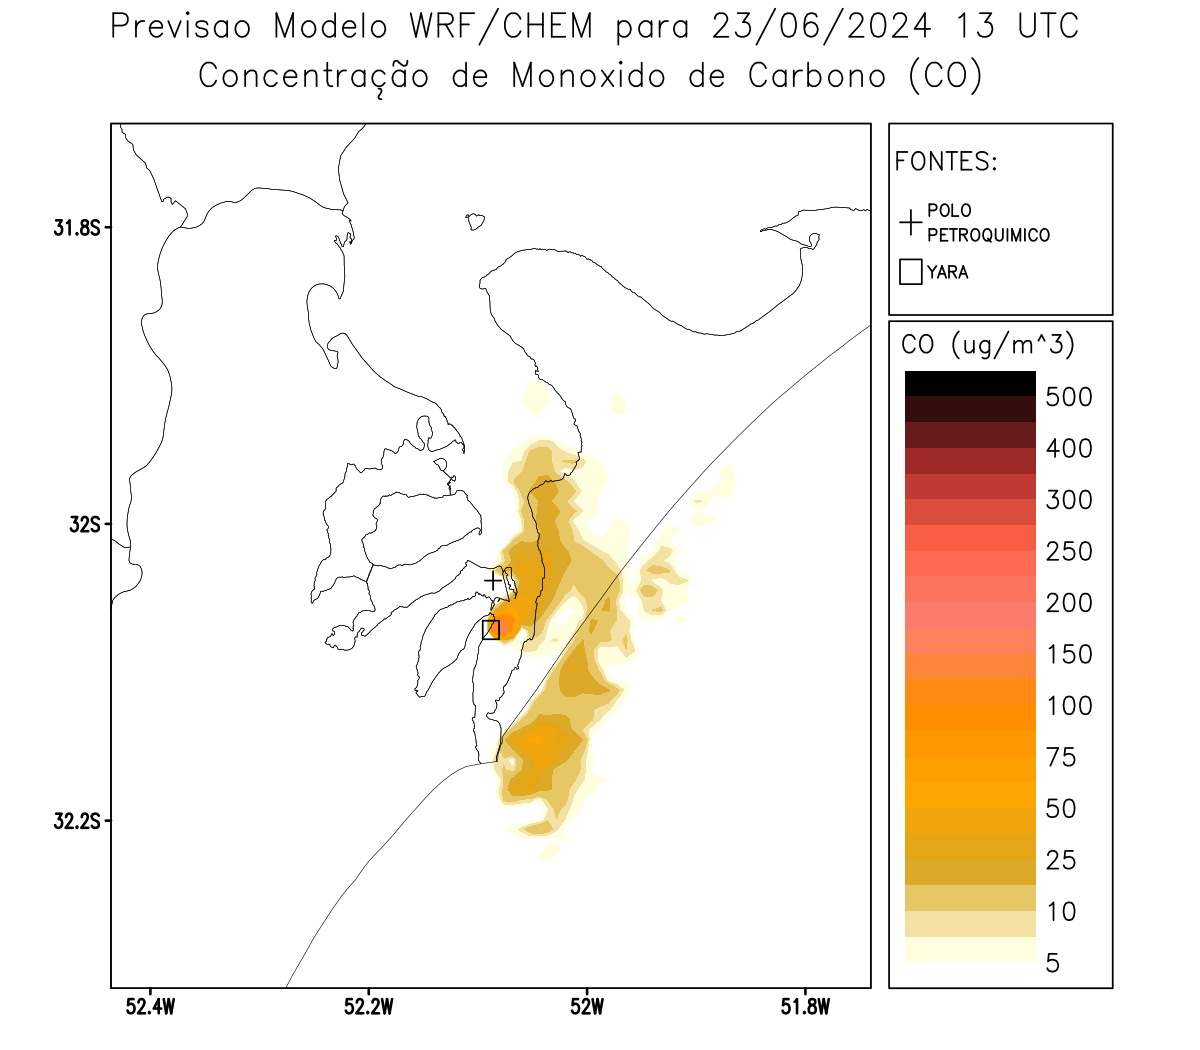 Previsao Modelo WRF/CHEM para 23/06/2024 13 UTC
Concentração de Monoxido de Carbono (CO)
FONTES:
POLO
PETROQUIMICO
YARA
CO (ug/m^3)
500
400
300
250
200
150
100
75
50
25
10
5
31.8S
32S
32.2S
52.4W
52.2W
52W
51.8W